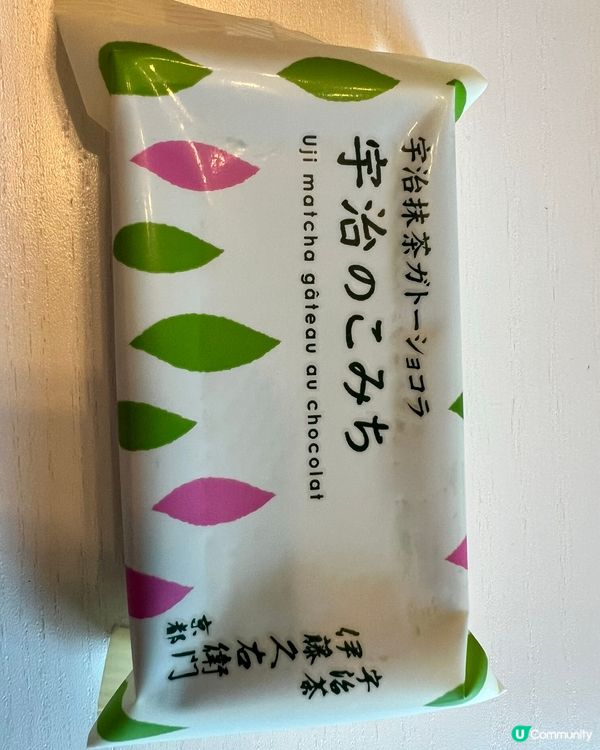 宇治抹茶ガトーショコラ
宇治のこみち
Uji matcha gâteau au chocolat
宇治茶
伊藤久右衛門
京都
U Community